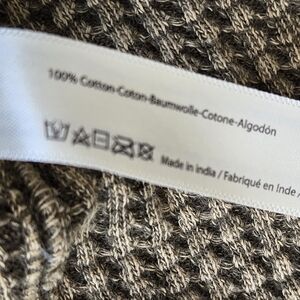 100% Cotton-Coton-Baumwolle-Cotone-Algodón
Made in India / Fabriqué en Inde /